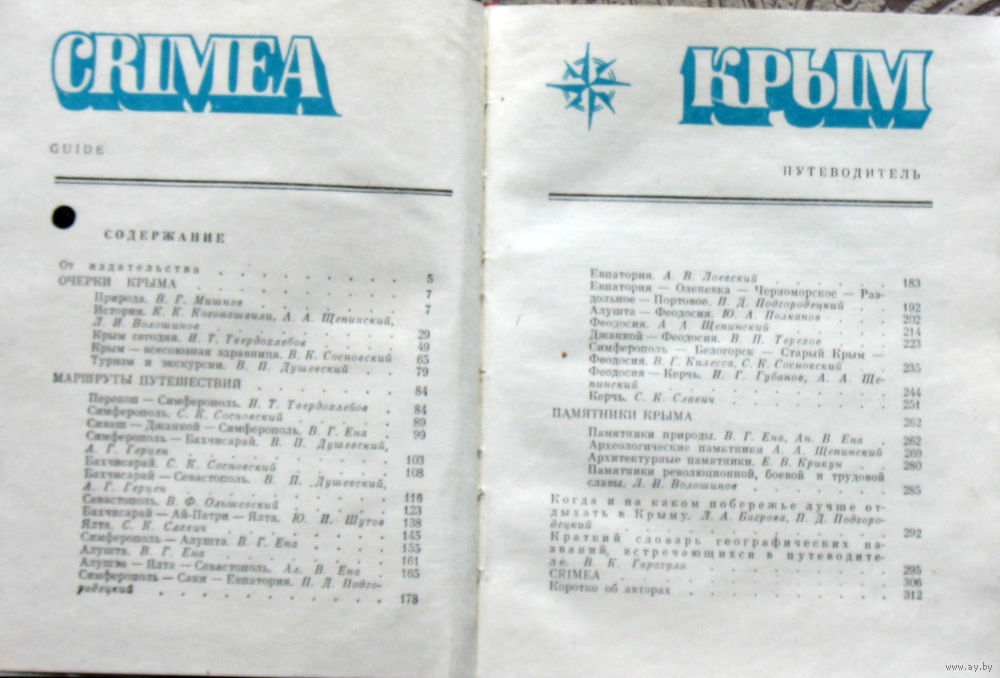 CRIMEA
GUIDE
СОДЕРЖАНИЕ
От издательства . . . . . . . . . . 5
ОЧЕРКИ КРЫМА . . . . . . . . . . 7
Природа. В. Г. Мишнев . . . . . . . . . . 7
История. К. К. Когонашвили, А. А. Щепинский,
Л. И. Волошинов . . . . . . . . . . 29
Крым сегодня. И. Т. Твердохлебов . . . . . 49
Крым — всесоюзная здравница. В. К. Сосновский 65
Туризм и экскурсии. В. П. Душевский . . . . 79
МАРШРУТЫ ПУТЕШЕСТВИЙ . . . . . . . 84
Перекоп — Симферополь. И. Т. Твердохлебов . 84
Симферополь. С. К. Сосновский . . . . . . 89
Сиваш — Джанкой — Симферополь. В. Г. Ена . 99
Симферополь — Бахчисарай. В. П. Душевский,
А. Г. Герцен . . . . . . . . . . 103
Бахчисарай. С. К. Сосновский . . . . . . 108
Бахчисарай — Севастополь. В. П. Душевский,
А. Г. Герцен . . . . . . . . . . 116
Севастополь. В. Ф. Ольшевский . . . . . . 123
Бахчисарай — Ай-Петри — Ялта. Ю. И. Шутов 138
Ялта. С. К. Славич . . . . . . . . . . 145
Симферополь — Алушта. В. Г. Ена . . . . . 155
Алушта. В. Г. Ена . . . . . . . . . . 161
Алушта — Ялта — Севастополь. Ал. В. Ена . . 165
Симферополь — Саки — Евпатория. П. Д. Подго-
родецкий . . . . . . . . . . 178
КРЫМ
ПУТЕВОДИТЕЛЬ
Евпатория. А. В. Лоевский . . . . . . . 183
Евпатория — Оленевка — Черноморское — Раз-
дольное — Портовое. П. Д. Подгородецкий . . 192
Алушта — Феодосия. Ю. А. Полканов . . . . 202
Феодосия. А. А. Щепинский . . . . . . . 214
Джанкой — Феодосия. В. П. Терехов . . . . 223
Симферополь — Белогорск — Старый Крым —
Феодосия. В. Г. Килесса, С. К. Сосновский . . 235
Феодосия — Керчь. И. Г. Губанов, А. А. Ще-
пинский . . . . . . . . . . 244
Керчь. С. К. Славич . . . . . . . . . . 251
ПАМЯТНИКИ КРЫМА . . . . . . . . . . 262
Памятники природы. В. Г. Ена, Ан. В. Ена . . 262
Археологические памятники А. А. Щепинский . 269
Архитектурные памятники. Е. В. Крикун . . . 280
Памятники революционной, боевой и трудовой
славы. Л. И. Волошинов . . . . . . . 285
Когда и на каком побережье лучше от-
дыхать в Крыму. Л. А. Багрова, П. Д. Подгоро-
децкий . . . . . . . . . . 292
Краткий словарь географических на-
званий, встречающихся в путеводите-
ле. В. К. Гарагуля . . . . . . . . . . 295
CRIMEA . . . . . . . . . . 306
Коротко об авторах . . . . . . . . . . 312
www.ay.by